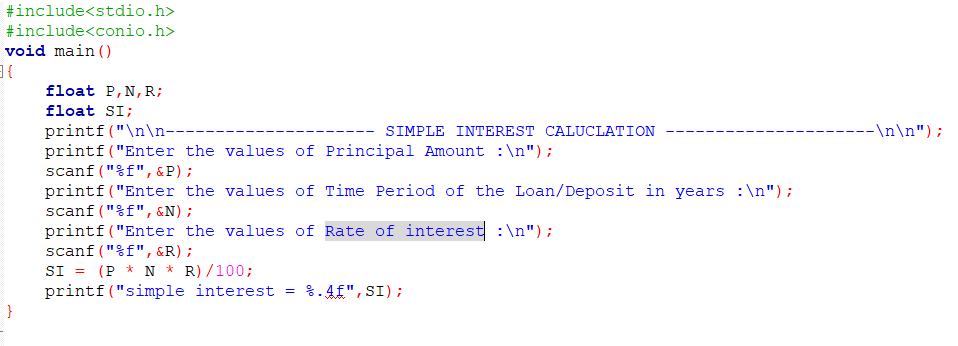 #include<stdio.h>
#include<conio.h>
void main()
{
float P,N,R;
float SI;
printf("\n\n--------------------- SIMPLE INTEREST CALUCLATION ---------------------\n\n");
printf("Enter the values of Principal Amount :\n");
scanf("%f",&P);
printf("Enter the values of Time Period of the Loan/Deposit in years :\n");
scanf("%f",&N);
printf("Enter the values of Rate of interest :\n");
scanf("%f",&R);
SI = (P * N * R)/100;
printf("simple interest = %.4f",SI);
}